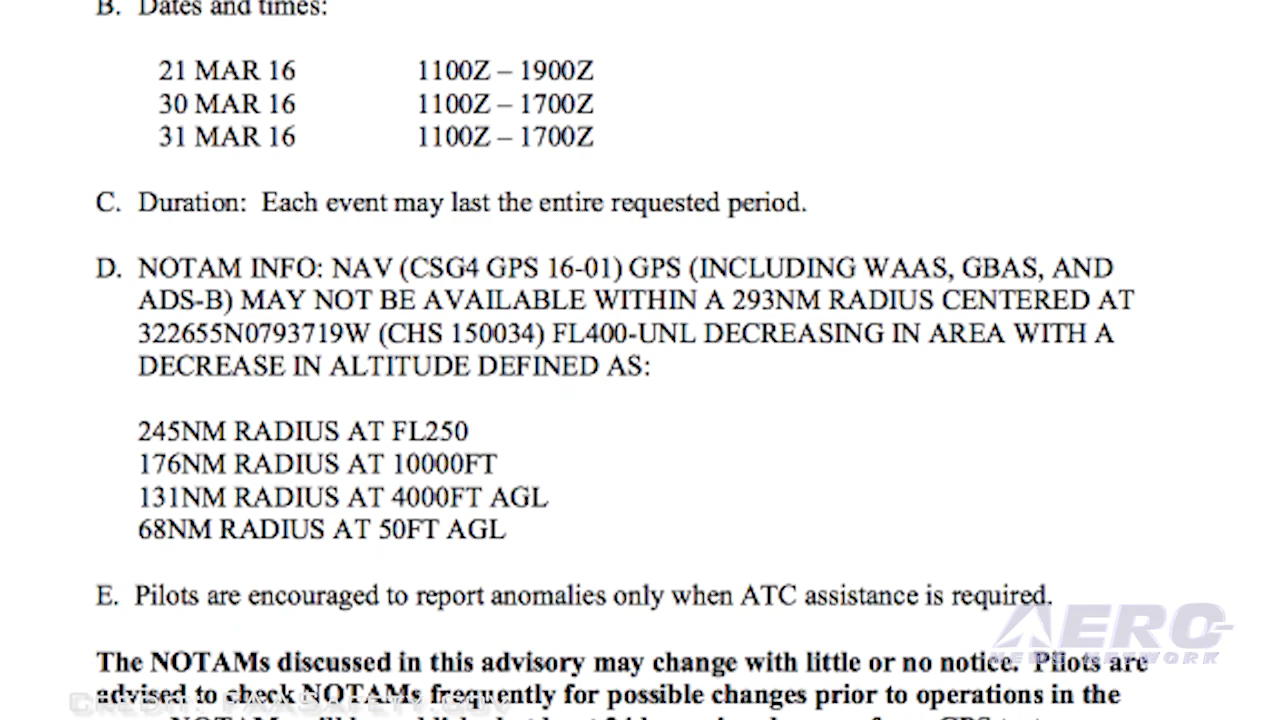 B. Dates and times:
21 MAR 16 1100Z – 1900Z
30 MAR 16 1100Z – 1700Z
31 MAR 16 1100Z – 1700Z
C. Duration: Each event may last the entire requested period.
D. NOTAM INFO: NAV (CSG4 GPS 16-01) GPS (INCLUDING WAAS, GBAS, AND
ADS-B) MAY NOT BE AVAILABLE WITHIN A 293NM RADIUS CENTERED AT
322655N0793719W (CHS 150034) FL400-UNL DECREASING IN AREA WITH A
DECREASE IN ALTITUDE DEFINED AS:
245NM RADIUS AT FL250
176NM RADIUS AT 10000FT
131NM RADIUS AT 4000FT AGL
68NM RADIUS AT 50FT AGL
E. Pilots are encouraged to report anomalies only when ATC assistance is required.
AERO
NEWS NETWORK
The NOTAMs discussed in this advisory may change with little or no notice. Pilots are
advised to check NOTAMs frequently for possible changes prior to operations in the
CREDIT: FAASAFETY.GOV